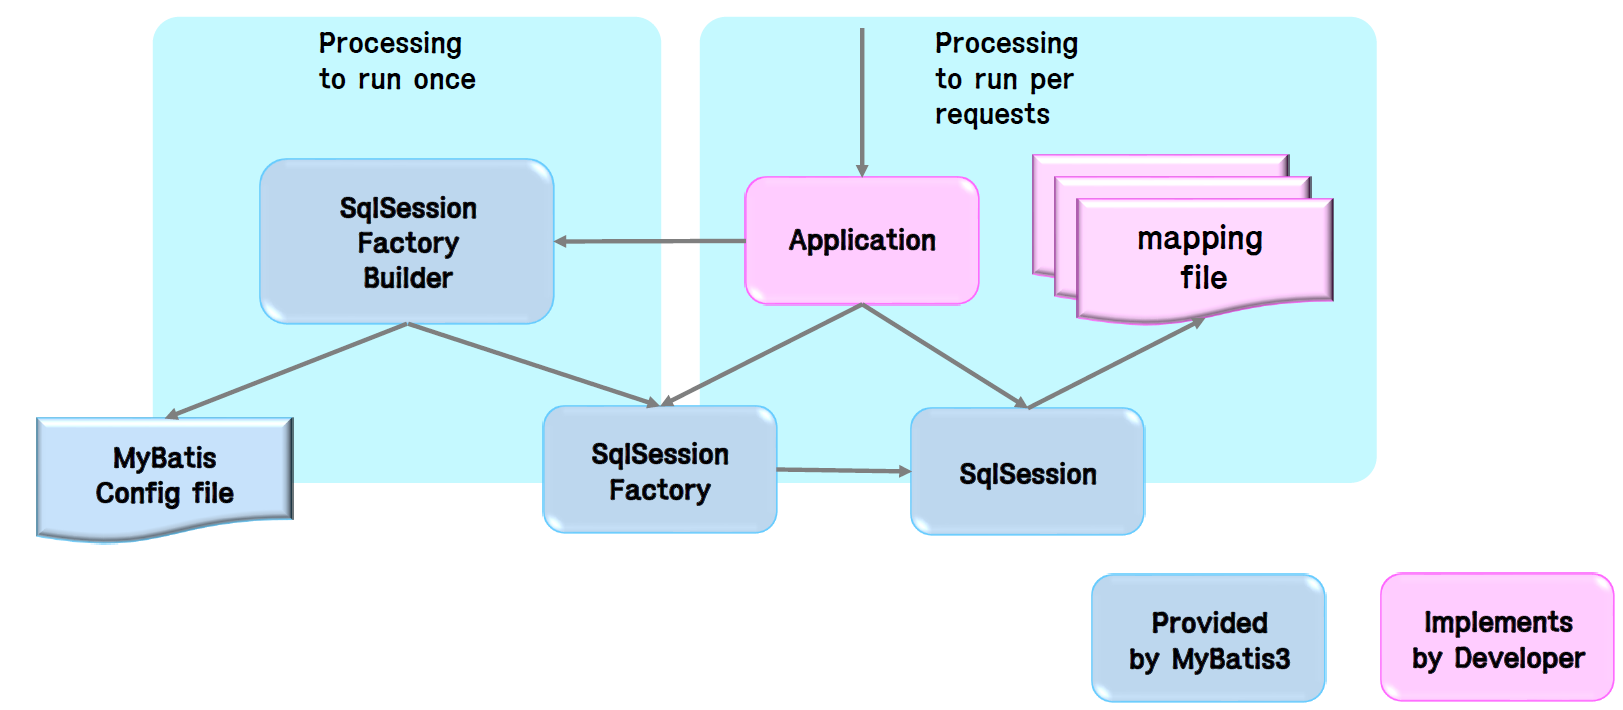 Processing
to run once
Processing
to run per
requests
SqlSession
Factory
Builder
Application
mapping
file
MyBatis
Config file
SqlSession
Factory
SqlSession
Provided
by MyBatis3
Implements
by Developer